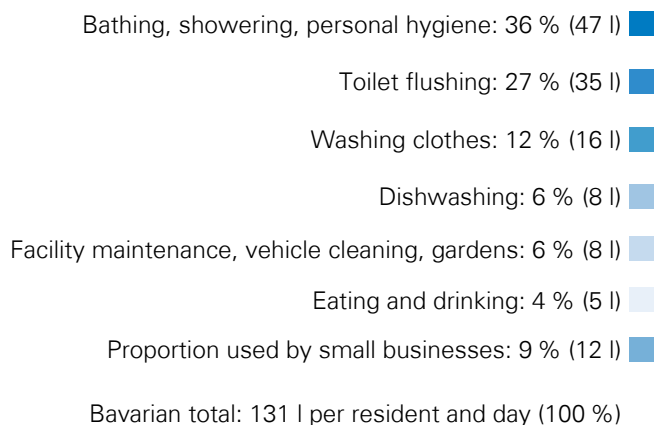 Bathing, showering, personal hygiene: 36 % (47 l)
Toilet flushing: 27 % (35 l)
Washing clothes: 12 % (16 l)
Dishwashing: 6 % (8 l)
Facility maintenance, vehicle cleaning, gardens: 6 % (8 l)
Eating and drinking: 4 % (5 l)
Proportion used by small businesses: 9 % (12 l)
Bavarian total: 131 l per resident and day (100 %)